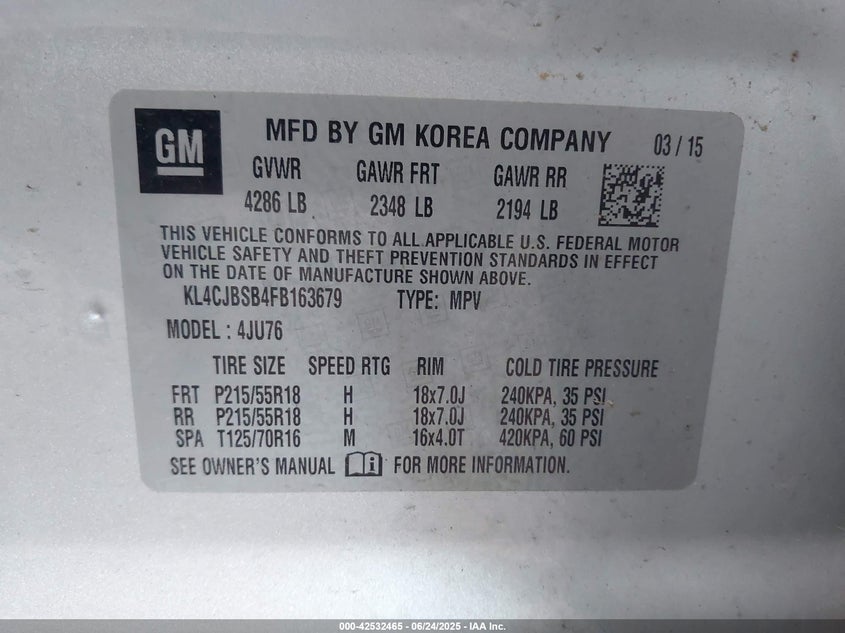 GM
MFD BY GM KOREA COMPANY 03 / 15
GVWR GAWR FRT GAWR RR
4286 LB 2348 LB 2194 LB
THIS VEHICLE CONFORMS TO ALL APPLICABLE U.S. FEDERAL MOTOR
VEHICLE SAFETY AND THEFT PREVENTION STANDARDS IN EFFECT
ON THE DATE OF MANUFACTURE SHOWN ABOVE.
KL4CJBSB4FB163679 TYPE: MPV
MODEL : 4JU76
TIRE SIZE SPEED RTG RIM COLD TIRE PRESSURE
FRT P215/55R18 H 18x7.0J 240KPA, 35 PSI
RR P215/55R18 H 18x7.0J 240KPA, 35 PSI
SPA T125/70R16 M 16x4.0T 420KPA, 60 PSI
SEE OWNER'S MANUAL FOR MORE INFORMATION.
000-42532465 - 06/24/2025 - IAA Inc.